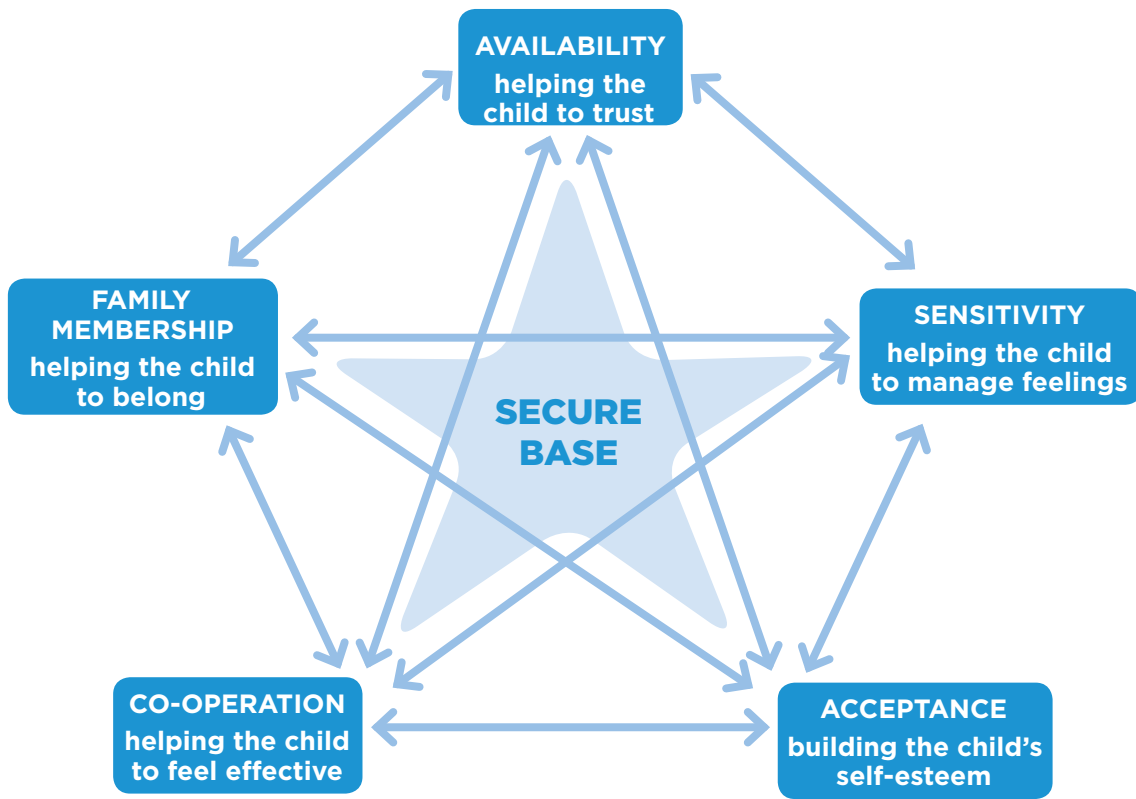 AVAILABILITY
helping the
child to trust
FAMILY
MEMBERSHIP
helping the child
to belong
SENSITIVITY
helping the child
to manage feelings
SECURE
BASE
CO-OPERATION
helping the child
to feel effective
ACCEPTANCE
building the child’s
self-esteem